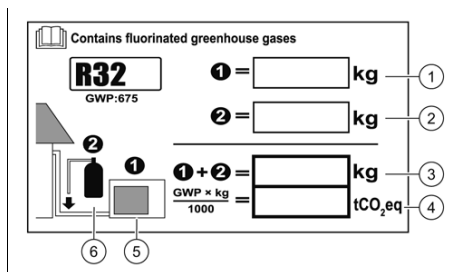 Contains fluorinated greenhouse gases
R32
GWP:675
❶= kg ①
❷= kg ②
❷
❶
❶+❷= kg ③
GWP × kg
1000
= tCO₂eq ④
⑥ ⑤